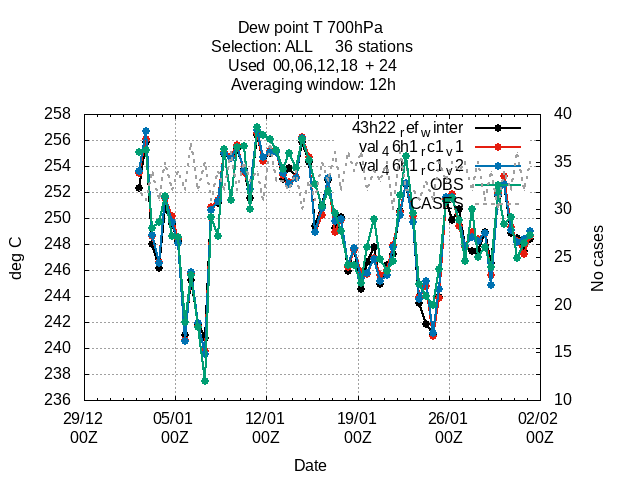 Dew point T 700hPa
Selection: ALL 36 stations
Used 00,06,12,18 + 24
Averaging window: 12h
258
256
254
252
250
248
246
244
242
240
238
236
deg C
40
35
30
25
20
15
10
No cases
43h22_ref_winter
val_46h1_rc1_v1
val_46h1_rc1_v2
OBS
CASES
29/12 05/01 12/01 19/01 26/01 02/02
00Z 00Z 00Z 00Z 00Z 00Z
Date